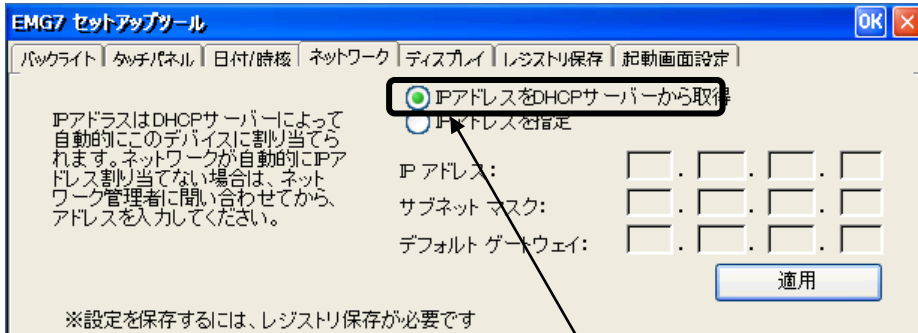 EMG7 セットアップツール
OK
バックライト タッチパネル 日付/時核 ネットワーク ディスプレイ レジストリ保存 起動画面設定
IPアドレスをDHCPサーバーから取得
IPアドレスを指定
IPアドラスはDHCPサーバーによって
自動的にこのデバイスに割り当てら
れます。ネットワークが自動的にIPア
ドレス割り当てない場合は、ネット
ワーク管理者に聞い合わせてから、
アドレスを入力してください。
IP アドレス:
サブネット マスク:
デフォルト ゲートウェイ:
適用
※設定を保存するには、レジストリ保存が必要です